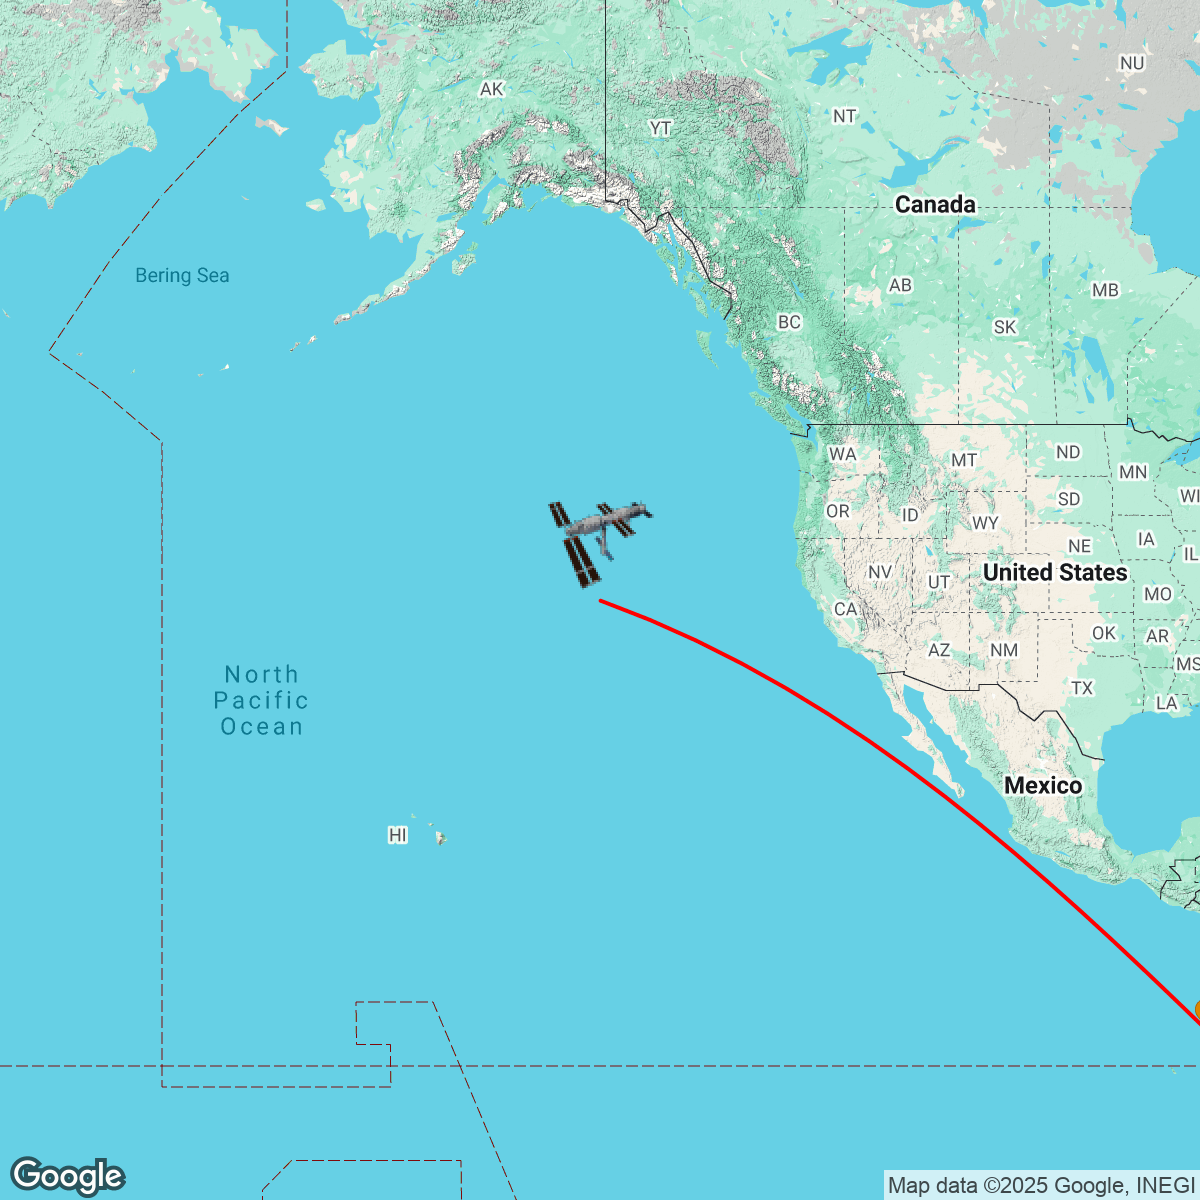 NU
AK
NT
YT
Canada
Bering Sea
AB
MB
BC
SK
WA
MT
ND
MN
SD
WI
OR
ID
WY
IA
NE
IL
NV
UT
United States
MO
CA
OK
AR
AZ
NM
MS
TX
LA
North
Pacific
Ocean
Mexico
HI
Google
Map data ©2025 Google, INEGI